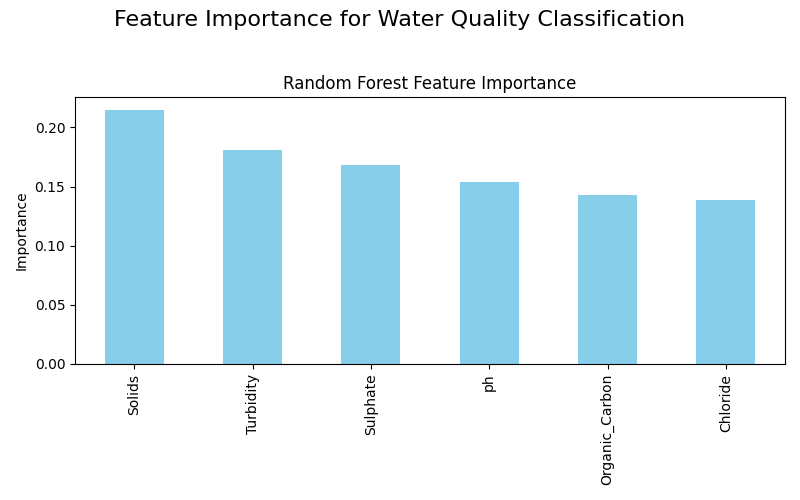 Feature Importance for Water Quality Classification
Random Forest Feature Importance
Importance
0.20
0.15
0.10
0.05
0.00
Solids
Turbidity
Sulphate
ph
Organic_Carbon
Chloride